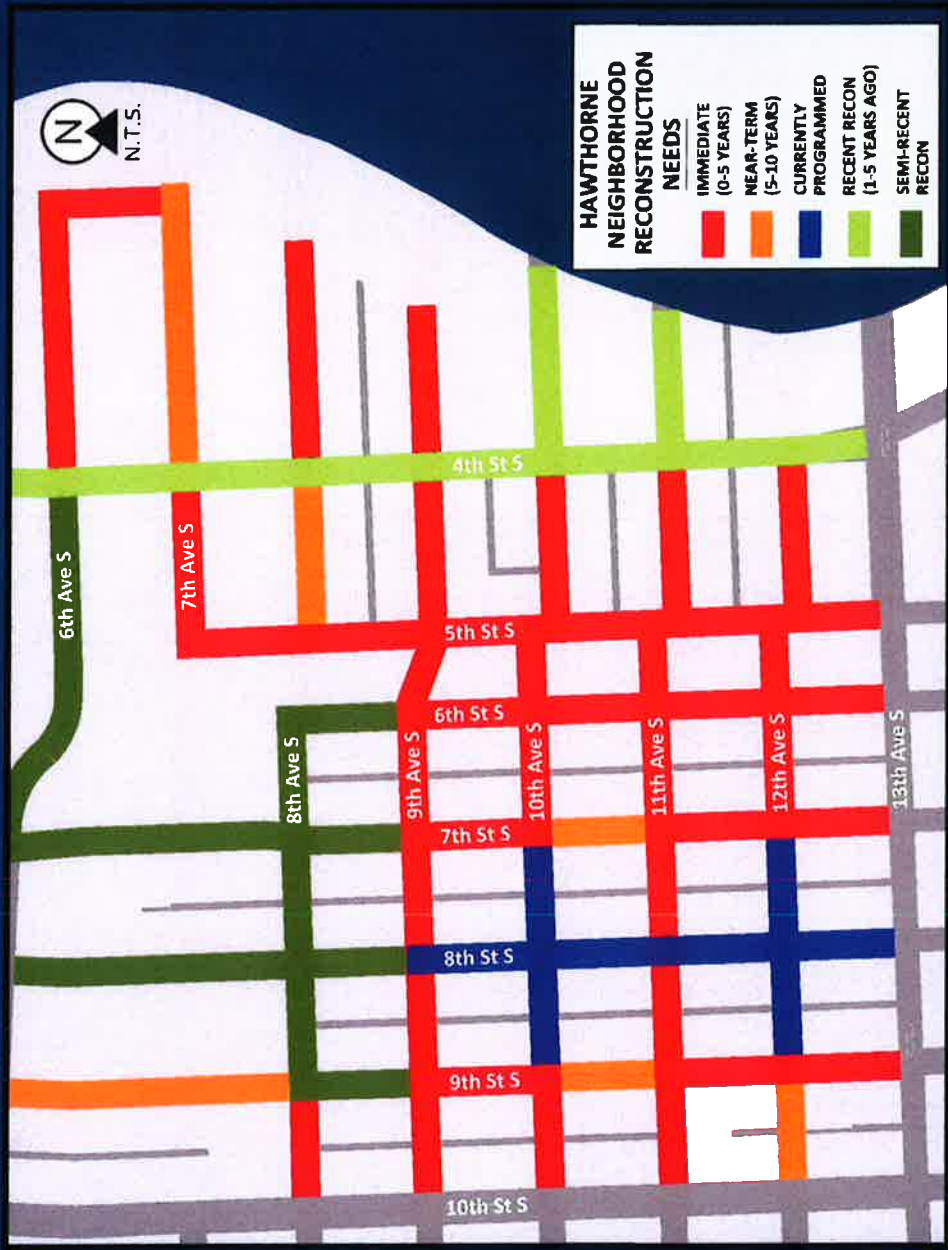 N
N.T.S.
HAWTHORNE
NEIGHBORHOOD
RECONSTRUCTION
NEEDS
IMMEDIATE
(0-5 YEARS)
NEAR-TERM
(5-10 YEARS)
CURRENTLY
PROGRAMMED
RECENT RECON
(1-5 YEARS AGO)
SEMI-RECENT
RECON
4th St S
6th Ave S
7th Ave S
5th St S
6th St S
8th Ave S
9th Ave S
10th Ave S
11th Ave S
12th Ave S
13th Ave S
7th St S
8th St S
9th St S
10th St S